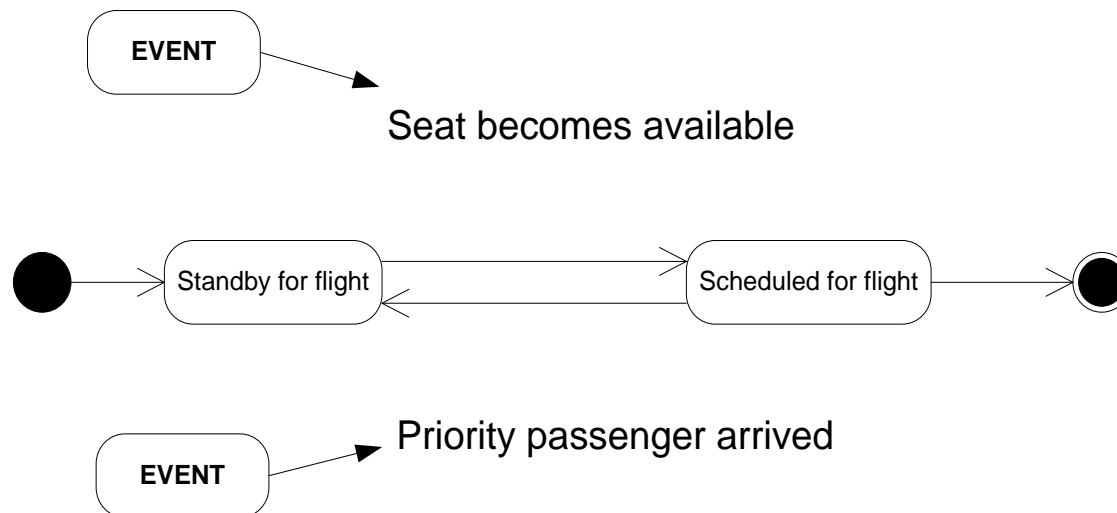 EVENT
Seat becomes available
Standby for flight
Scheduled for flight
Priority passenger arrived
EVENT